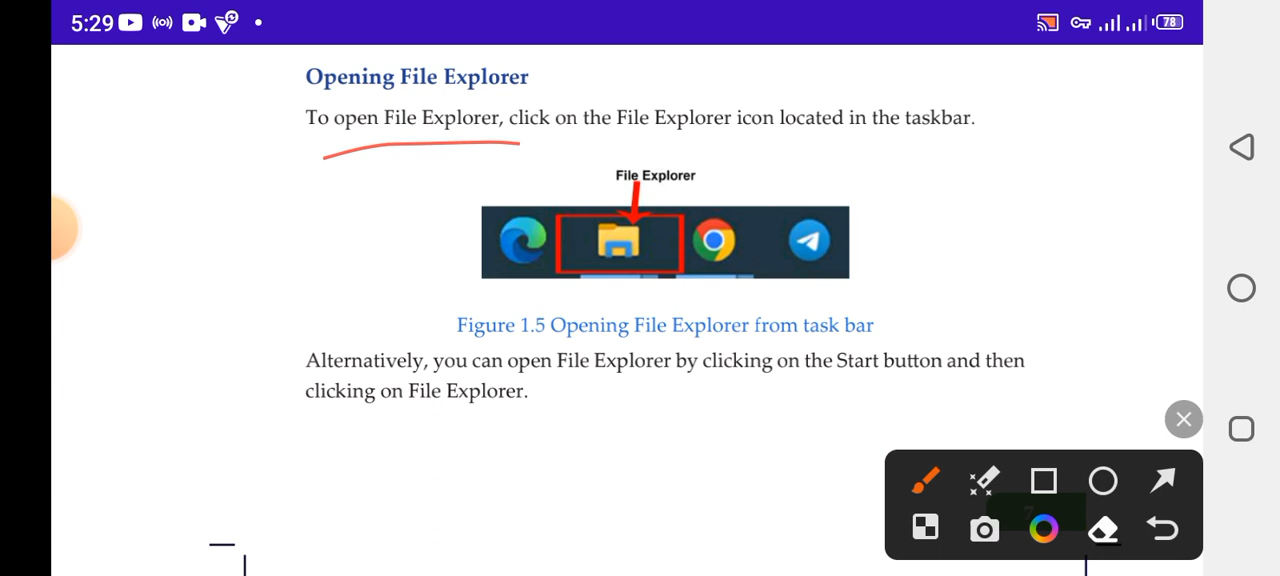 5:29
78
Opening File Explorer
To open File Explorer, click on the File Explorer icon located in the taskbar.
File Explorer
Figure 1.5 Opening File Explorer from task bar
Alternatively, you can open File Explorer by clicking on the Start button and then
clicking on File Explorer.
7